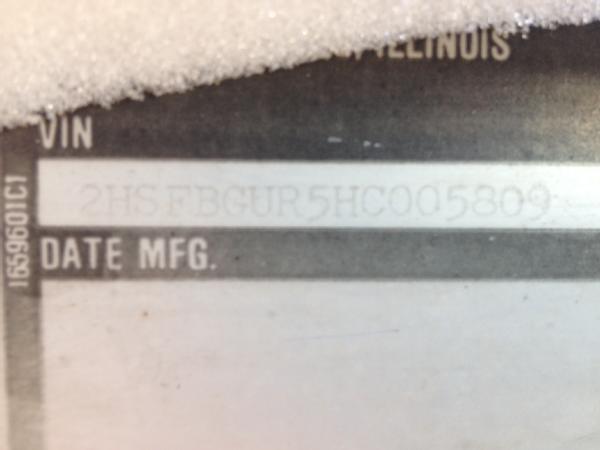 ILLINOIS
VIN
2HSFBGUR5HC005809
DATE MFG.
1659601C1